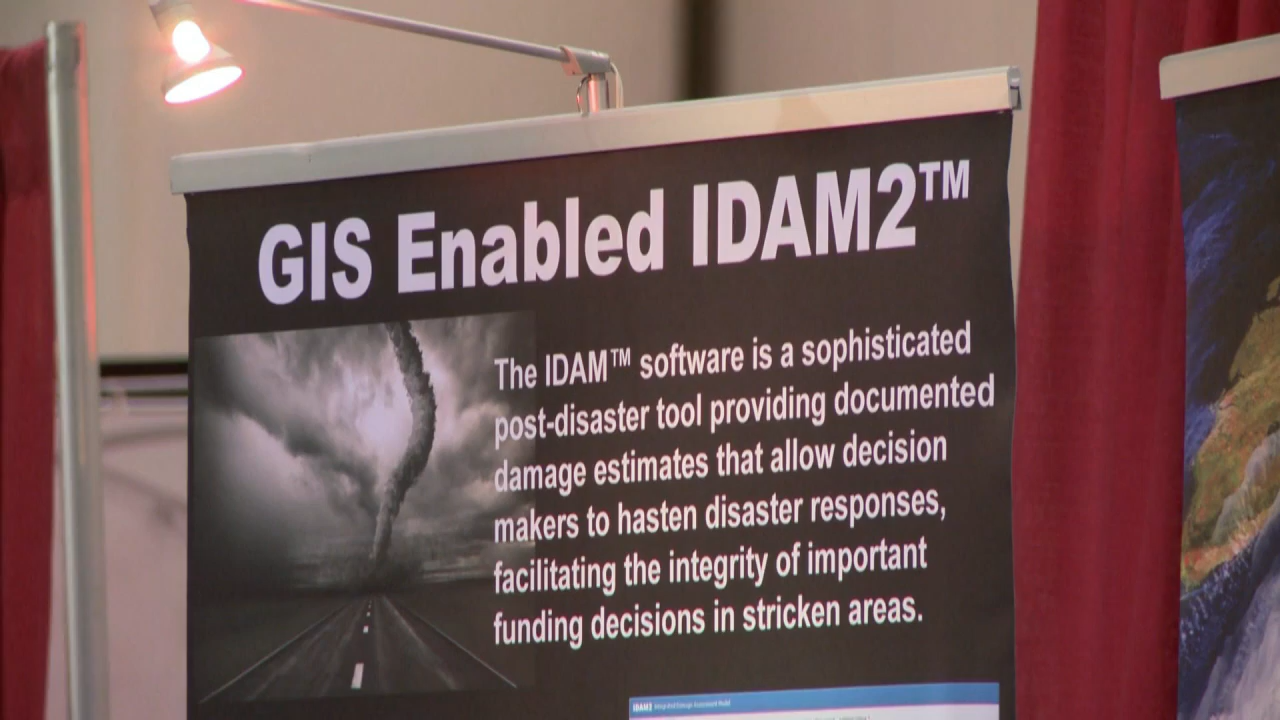 GIS Enabled IDAM2™
The IDAM™ software is a sophisticated
post-disaster tool providing documented
damage estimates that allow decision
makers to hasten disaster responses,
facilitating the integrity of important
funding decisions in stricken areas.
IDAM2